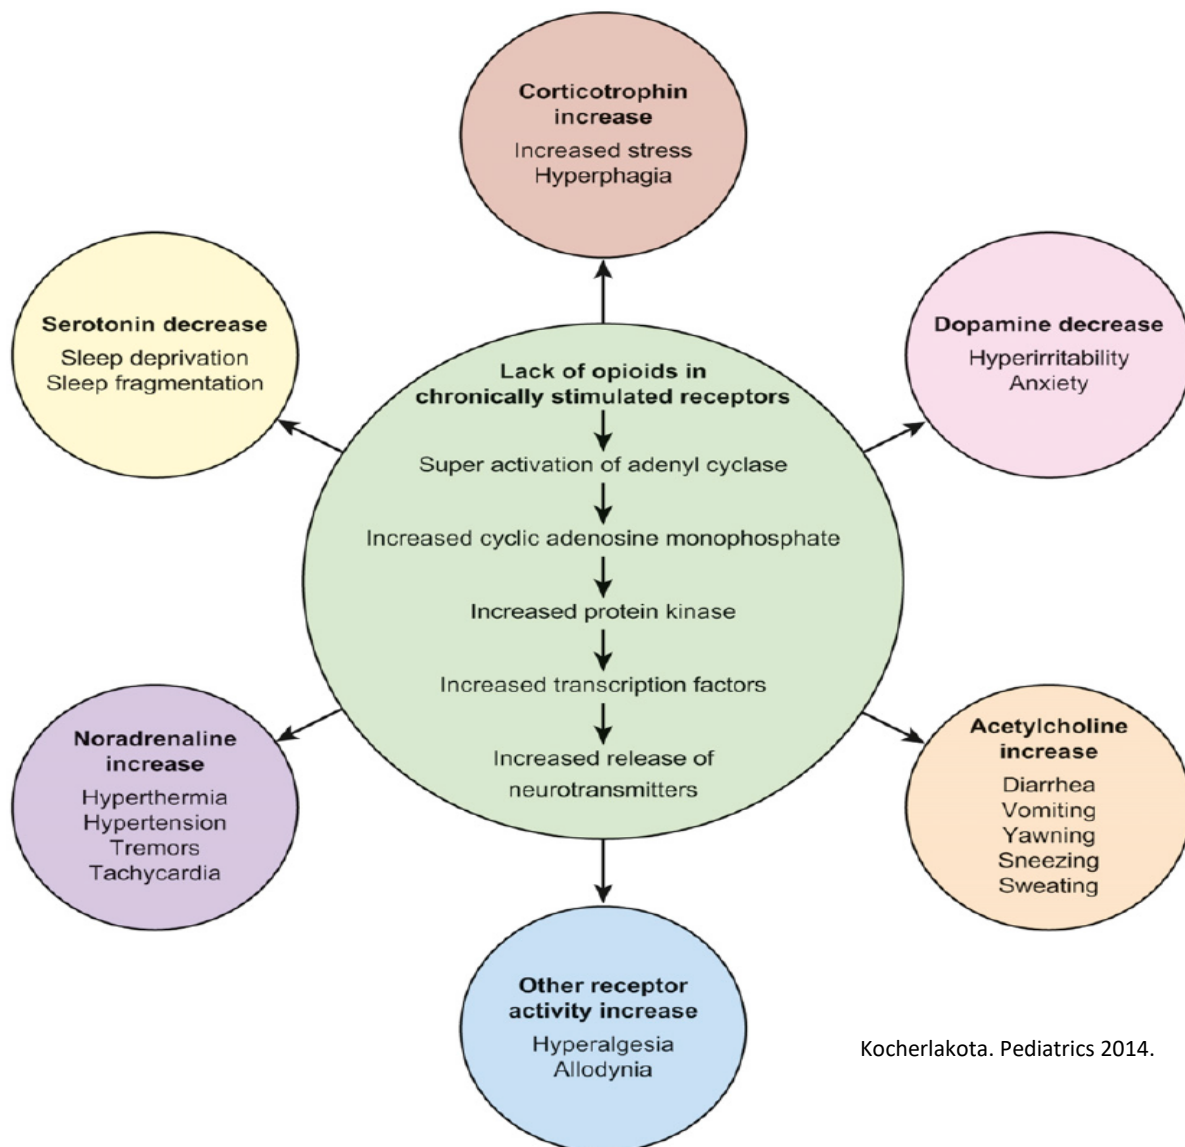 Corticotrophin
increase
Increased stress
Hyperphagia
Serotonin decrease
Sleep deprivation
Sleep fragmentation
Dopamine decrease
Hyperirritability
Anxiety
Lack of opioids in
chronically stimulated receptors
Super activation of adenyl cyclase
Increased cyclic adenosine monophosphate
Increased protein kinase
Increased transcription factors
Increased release of
neurotransmitters
Noradrenaline
increase
Hyperthermia
Hypertension
Tremors
Tachycardia
Acetylcholine
increase
Diarrhea
Vomiting
Yawning
Sneezing
Sweating
Other receptor
activity increase
Hyperalgesia
Allodynia
Kocherlakota. Pediatrics 2014.